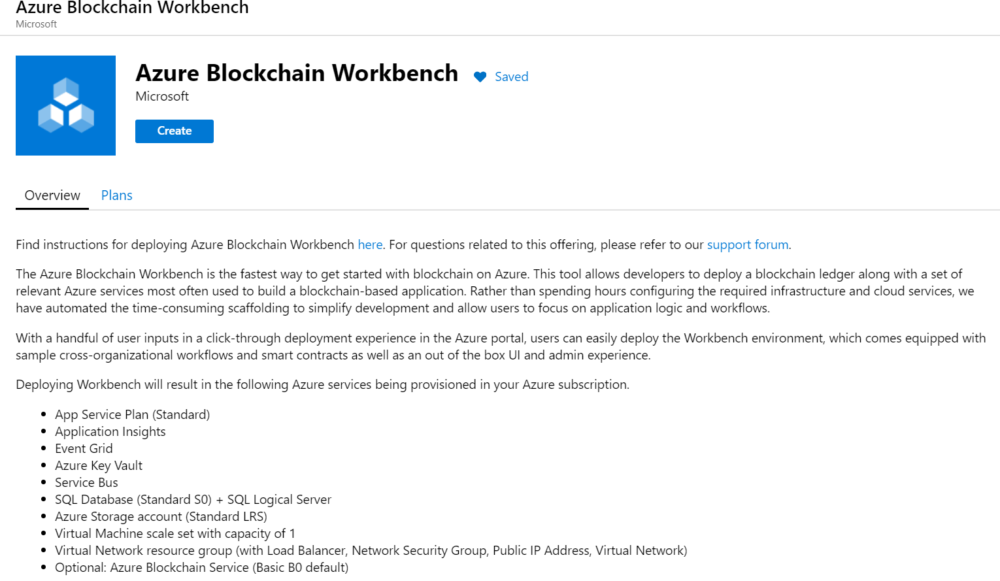 Azure Blockchain Workbench
Microsoft
Azure Blockchain Workbench
Saved
Microsoft
Create
Overview
Plans
Find instructions for deploying Azure Blockchain Workbench here. For questions related to this offering, please refer to our support forum.
The Azure Blockchain Workbench is the fastest way to get started with blockchain on Azure. This tool allows developers to deploy a blockchain ledger along with a set of
relevant Azure services most often used to build a blockchain-based application. Rather than spending hours configuring the required infrastructure and cloud services, we
have automated the time-consuming scaffolding to simplify development and allow users to focus on application logic and workflows.
With a handful of user inputs in a click-through deployment experience in the Azure portal, users can easily deploy the Workbench environment, which comes equipped with
sample cross-organizational workflows and smart contracts as well as an out of the box UI and admin experience.
Deploying Workbench will result in the following Azure services being provisioned in your Azure subscription.
• App Service Plan (Standard)
• Application Insights
• Event Grid
• Azure Key Vault
• Service Bus
• SQL Database (Standard S0) + SQL Logical Server
• Azure Storage account (Standard LRS)
• Virtual Machine scale set with capacity of 1
• Virtual Network resource group (with Load Balancer, Network Security Group, Public IP Address, Virtual Network)
• Optional: Azure Blockchain Service (Basic B0 default)